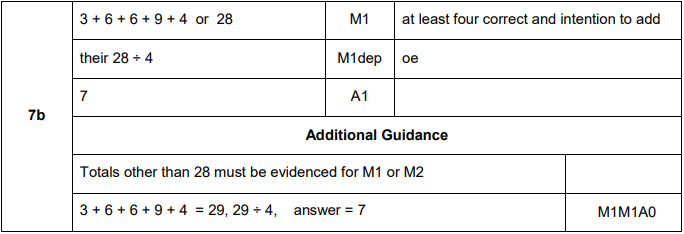 7b
3 + 6 + 6 + 9 + 4 or 28 M1 at least four correct and intention to add
their 28 ÷ 4 M1dep oe
7 A1
Additional Guidance
Totals other than 28 must be evidenced for M1 or M2
3 + 6 + 6 + 9 + 4 = 29, 29 ÷ 4, answer = 7 M1M1A0